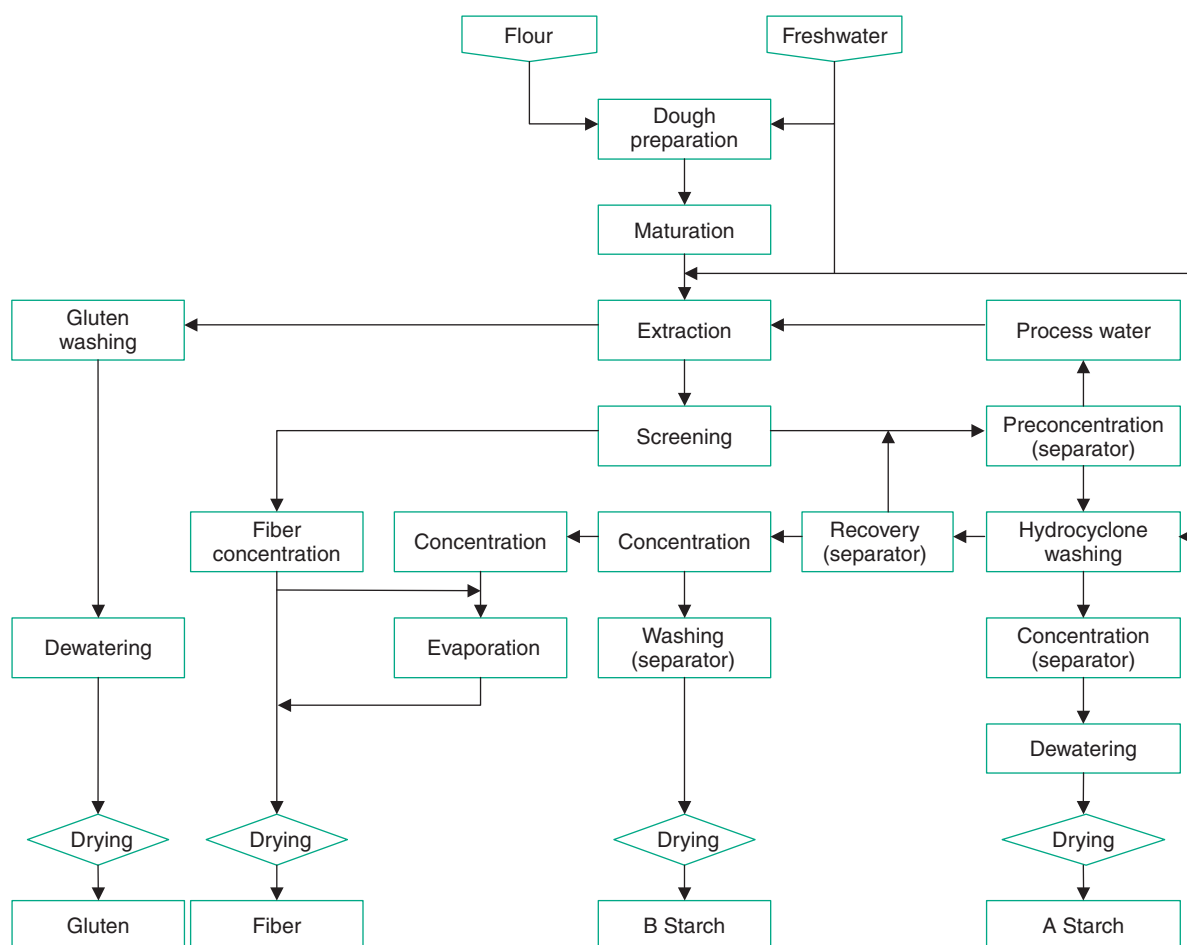 Flour
Freshwater
Dough
preparation
Maturation
Gluten
washing
Extraction
Process water
Screening
Preconcentration
(separator)
Fiber
concentration
Concentration
Concentration
Recovery
(separator)
Hydrocyclone
washing
Dewatering
Evaporation
Washing
(separator)
Concentration
(separator)
Dewatering
Drying
Drying
Drying
Drying
Gluten
Fiber
B Starch
A Starch